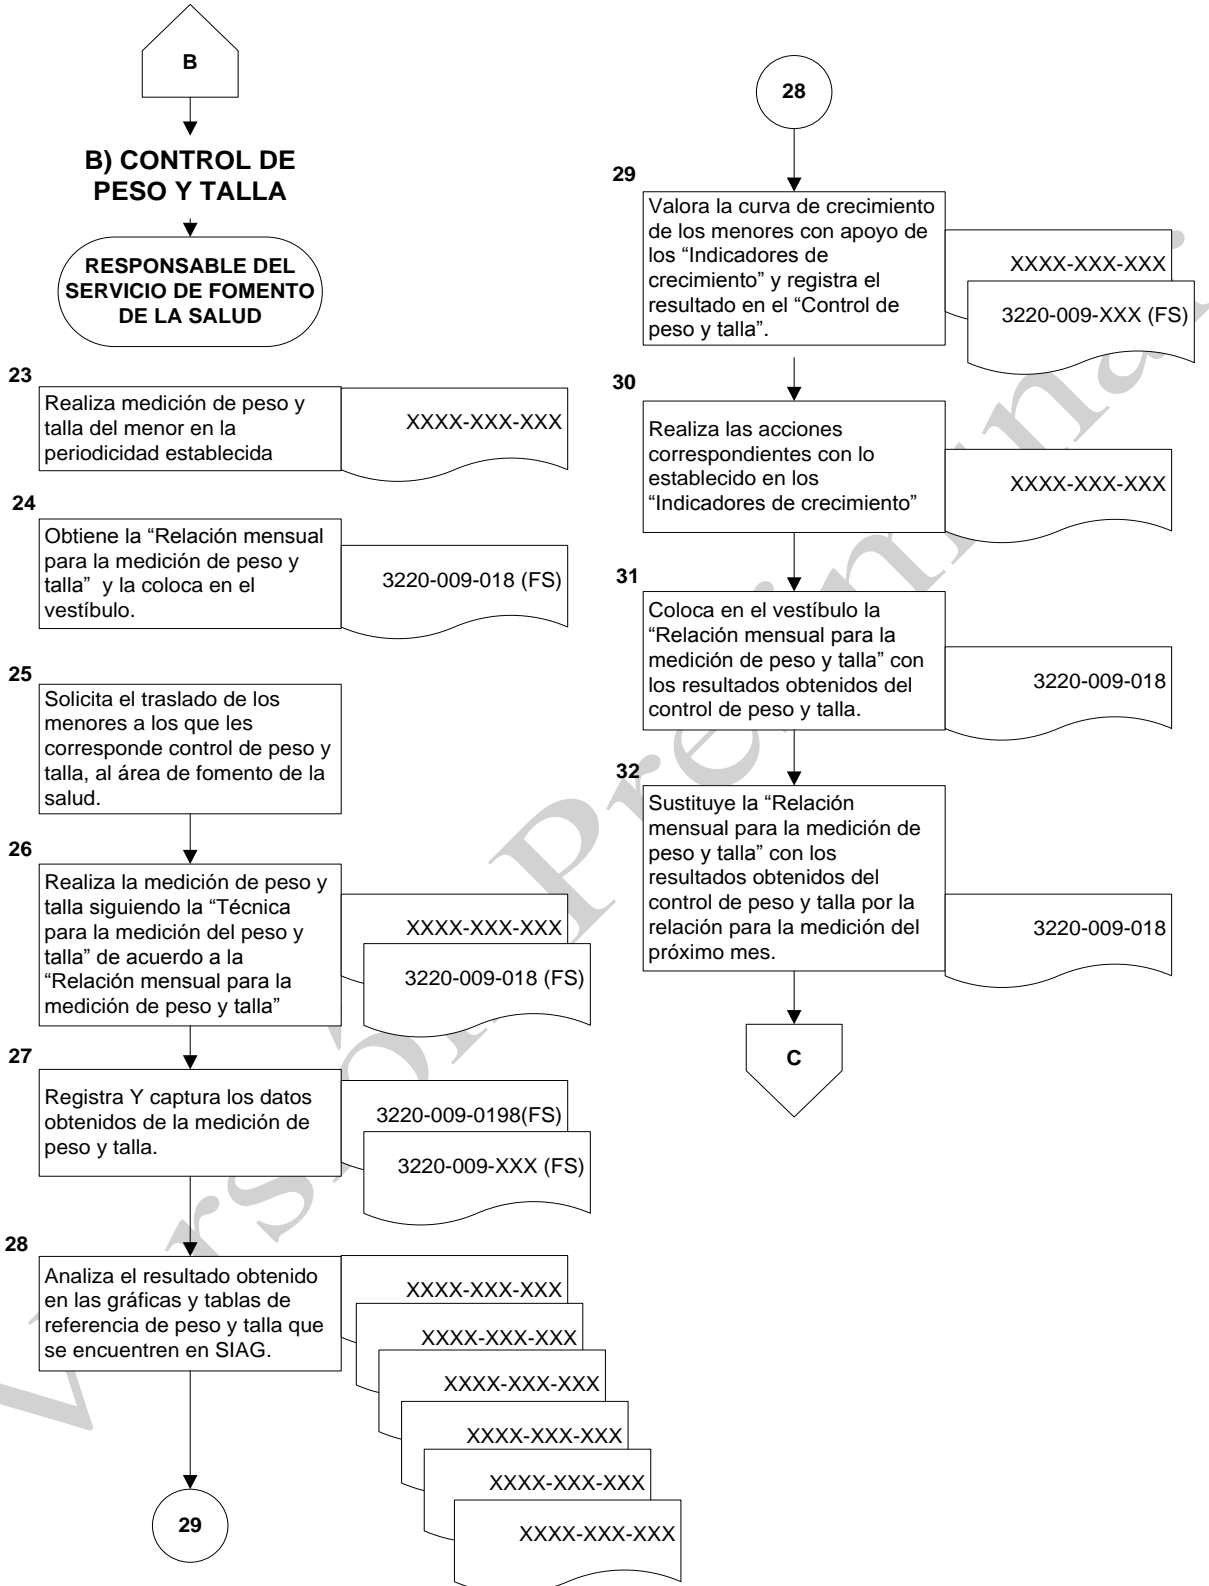 B
B) CONTROL DE
PESO Y TALLA
RESPONSABLE DEL
SERVICIO DE FOMENTO
DE LA SALUD
23
Realiza medición de peso y
talla del menor en la
periodicidad establecida
XXXX-XXX-XXX
24
Obtiene la “Relación mensual
para la medición de peso y
talla” y la coloca en el
vestíbulo.
3220-009-018 (FS)
25
Solicita el traslado de los
menores a los que les
corresponde control de peso y
talla, al área de fomento de la
salud.
26
Realiza la medición de peso y
talla siguiendo la “Técnica
para la medición del peso y
talla” de acuerdo a la
“Relación mensual para la
medición de peso y talla”
XXXX-XXX-XXX
3220-009-018 (FS)
27
Registra Y captura los datos
obtenidos de la medición de
peso y talla.
3220-009-0198(FS)
3220-009-XXX (FS)
28
Analiza el resultado obtenido
en las gráficas y tablas de
referencia de peso y talla que
se encuentren en SIAG.
XXXX-XXX-XXX
XXXX-XXX-XXX
XXXX-XXX-XXX
XXXX-XXX-XXX
XXXX-XXX-XXX
XXXX-XXX-XXX
29
28
29
Valora la curva de crecimiento
de los menores con apoyo de
los “Indicadores de
crecimiento” y registra el
resultado en el “Control de
peso y talla”.
XXXX-XXX-XXX
3220-009-XXX (FS)
30
Realiza las acciones
correspondientes con lo
establecido en los
“Indicadores de crecimiento”
XXXX-XXX-XXX
31
Coloca en el vestíbulo la
“Relación mensual para la
medición de peso y talla” con
los resultados obtenidos del
control de peso y talla.
3220-009-018
32
Sustituye la “Relación
mensual para la medición de
peso y talla” con los
resultados obtenidos del
control de peso y talla por la
relación para la medición del
próximo mes.
3220-009-018
C
Versión Preliminar